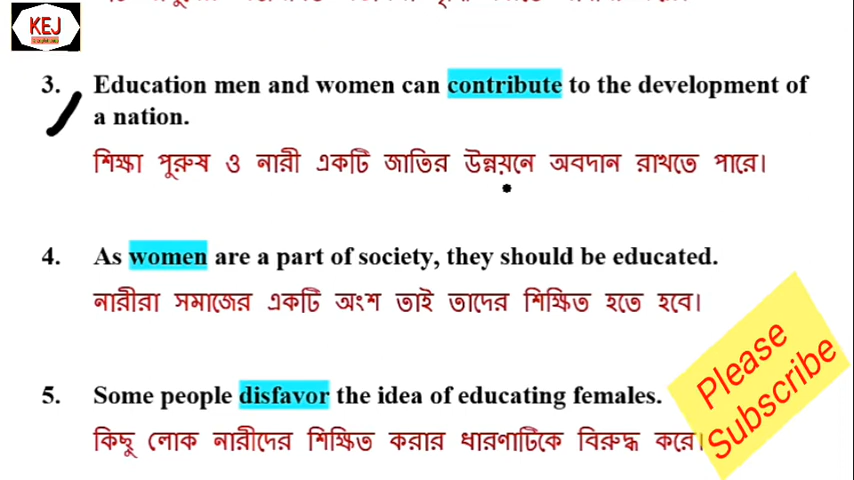 KEJ
3. Education men and women can contribute to the development of
a nation.
শিক্ষা পুরুষ ও নারী একটি জাতির উন্নয়নে অবদান রাখতে পারে।
4. As women are a part of society, they should be educated.
নারীরা সমাজের একটি অংশ তাই তাদের শিক্ষিত হতে হবে।
5. Some people disfavor the idea of educating females.
কিছু লোক নারীদের শিক্ষিত করার ধারণাটিকে বিরুদ্ধ করে।
Please
Subscribe